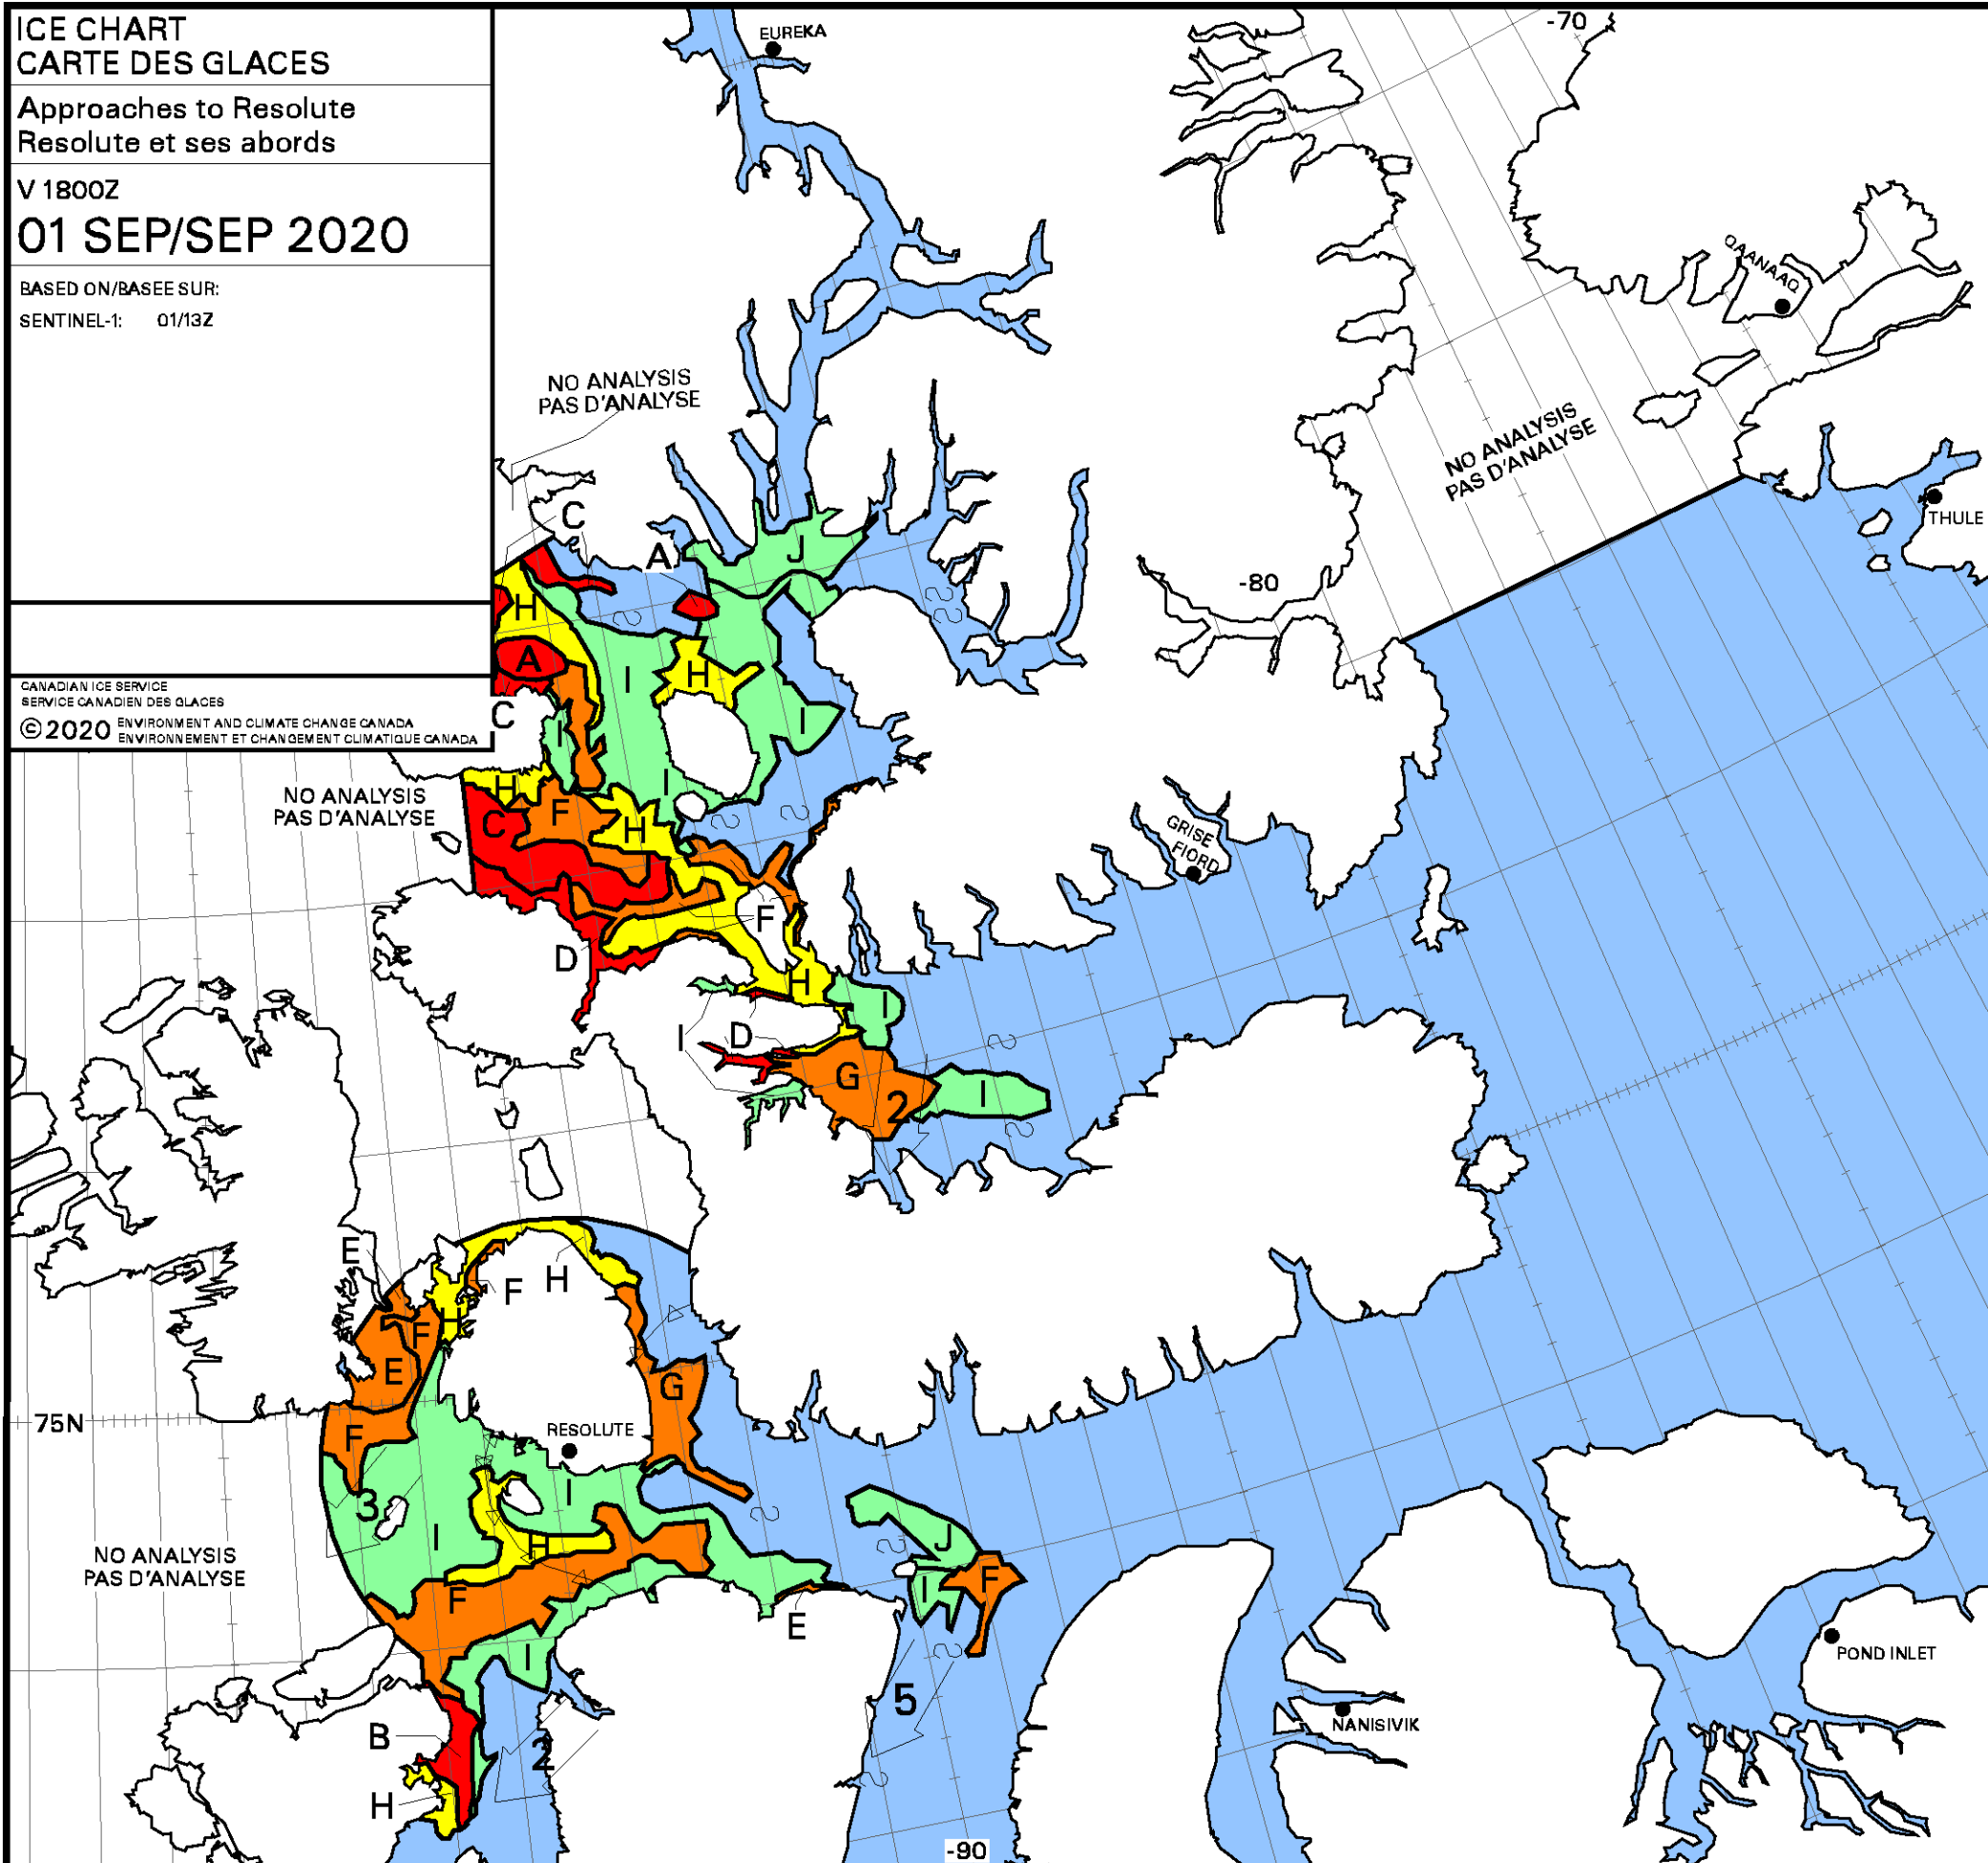 ICE CHART
CARTE DES GLACES
Approaches to Resolute
Resolute et ses abords
V 1800Z
01 SEP/SEP 2020
BASED ON/BASEE SUR:
SENTINEL-1: 01/13Z
CANADIAN ICE SERVICE
SERVICE CANADIEN DES GLACES
© 2020 ENVIRONMENT AND CLIMATE CHANGE CANADA
ENVIRONNEMENT ET CHANGEMENT CLIMATIQUE CANADA
-70
EUREKA
QAANAAQ
NO ANALYSIS
PAS D'ANALYSE
NO ANALYSIS
PAS D'ANALYSE
THULE
C
A
J
-80
H
A
I
H
C
I
I
NO ANALYSIS
PAS D'ANALYSE
H
I
C
F
H
GRISE
FIORD
F
D
H
I
I
D
G
2
I
E
F
H
H
F
E
G
75N
F
RESOLUTE
3
I
I
H
J
NO ANALYSIS
PAS D'ANALYSE
F
I
F
E
I
POND INLET
5
NANISIVIK
B
2
H
-90